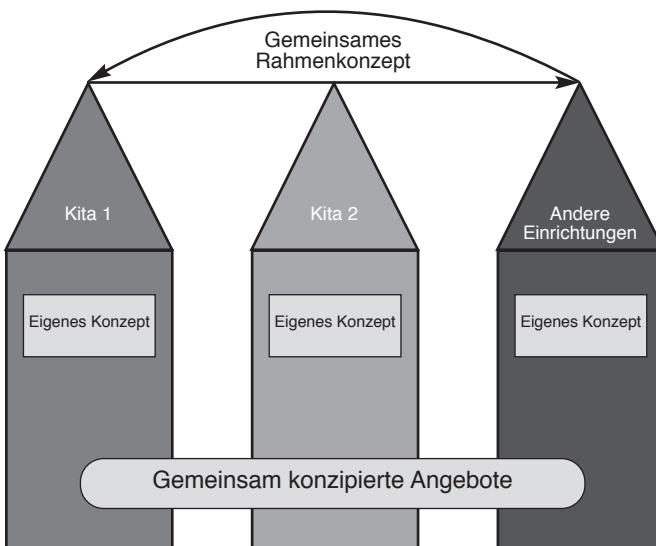 Gemeinsames
Rahmenkonzept
Kita 1
Kita 2
Andere
Einrichtungen
Eigenes Konzept
Eigenes Konzept
Eigenes Konzept
Gemeinsam konzipierte Angebote